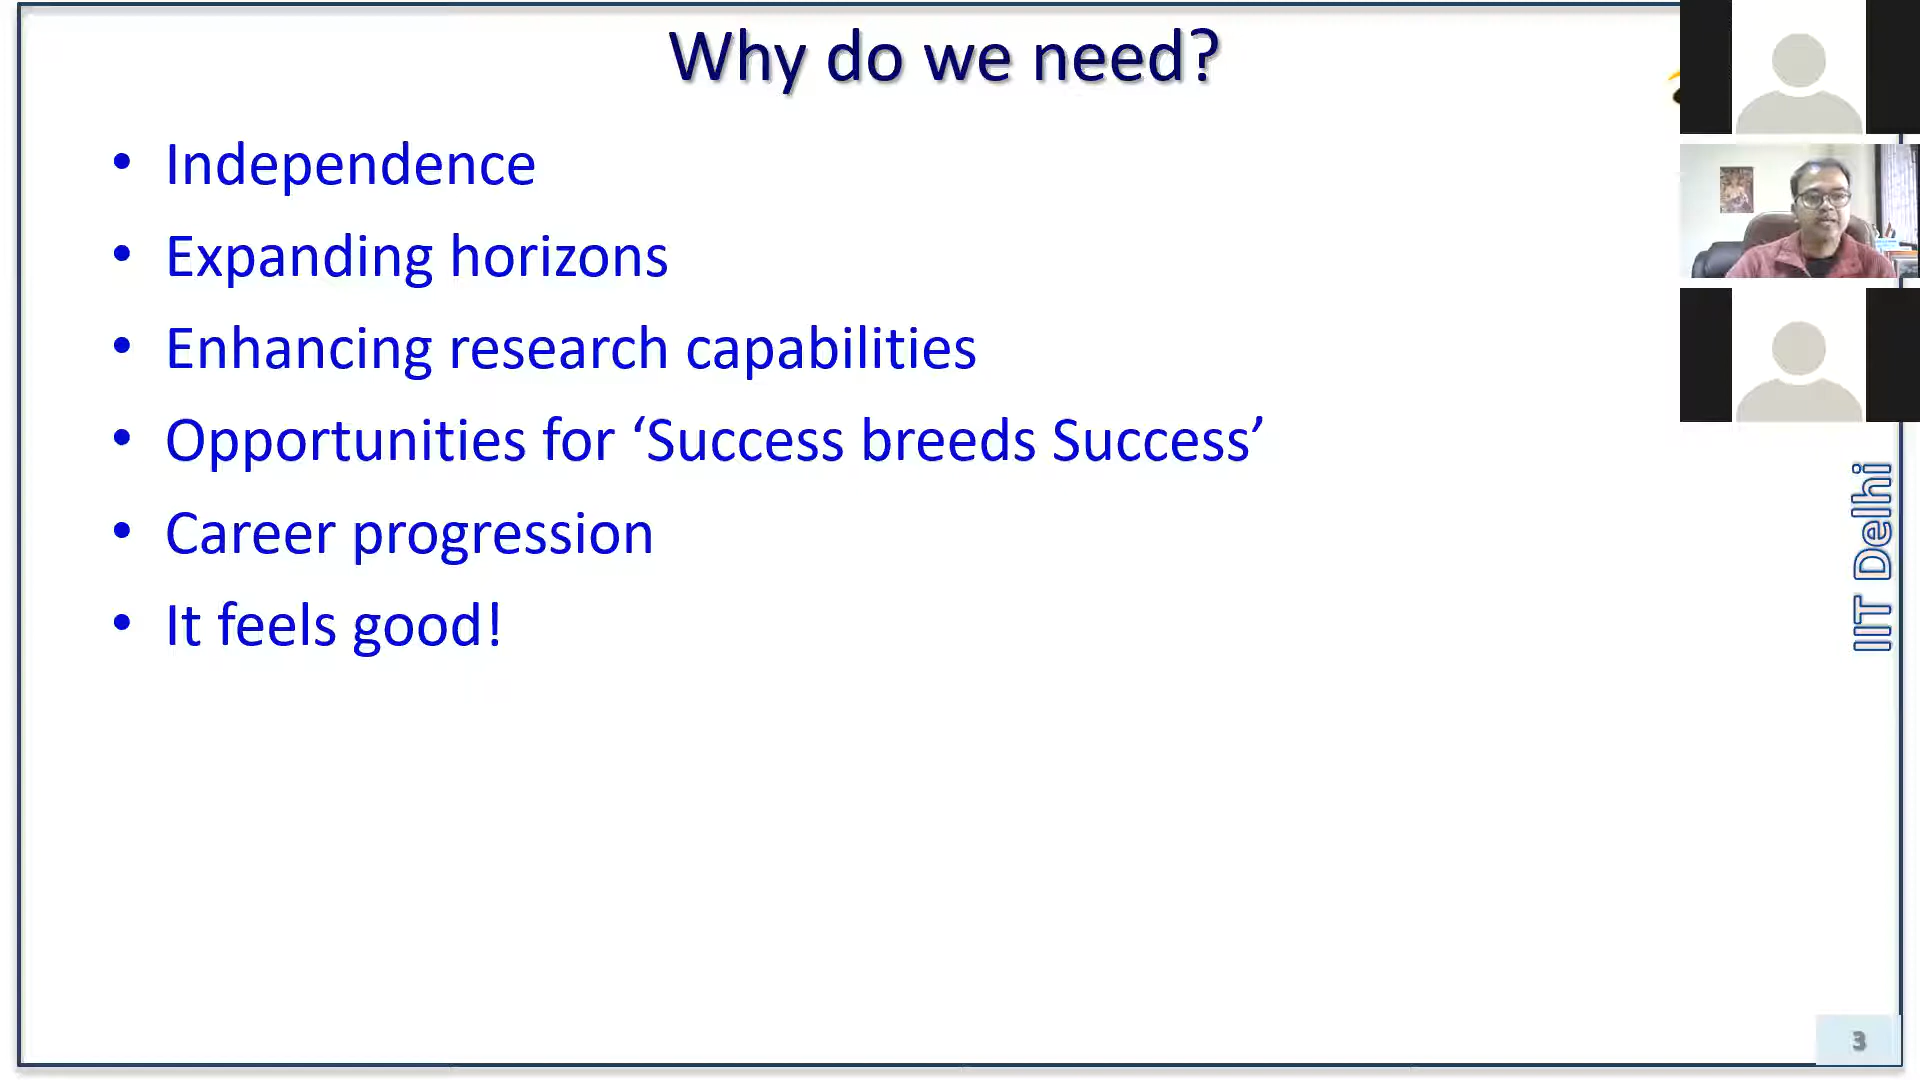 Why do we need?
• Independence
• Expanding horizons
• Enhancing research capabilities
• Opportunities for ‘Success breeds Success’
• Career progression
• It feels good!
IIT Delhi
3